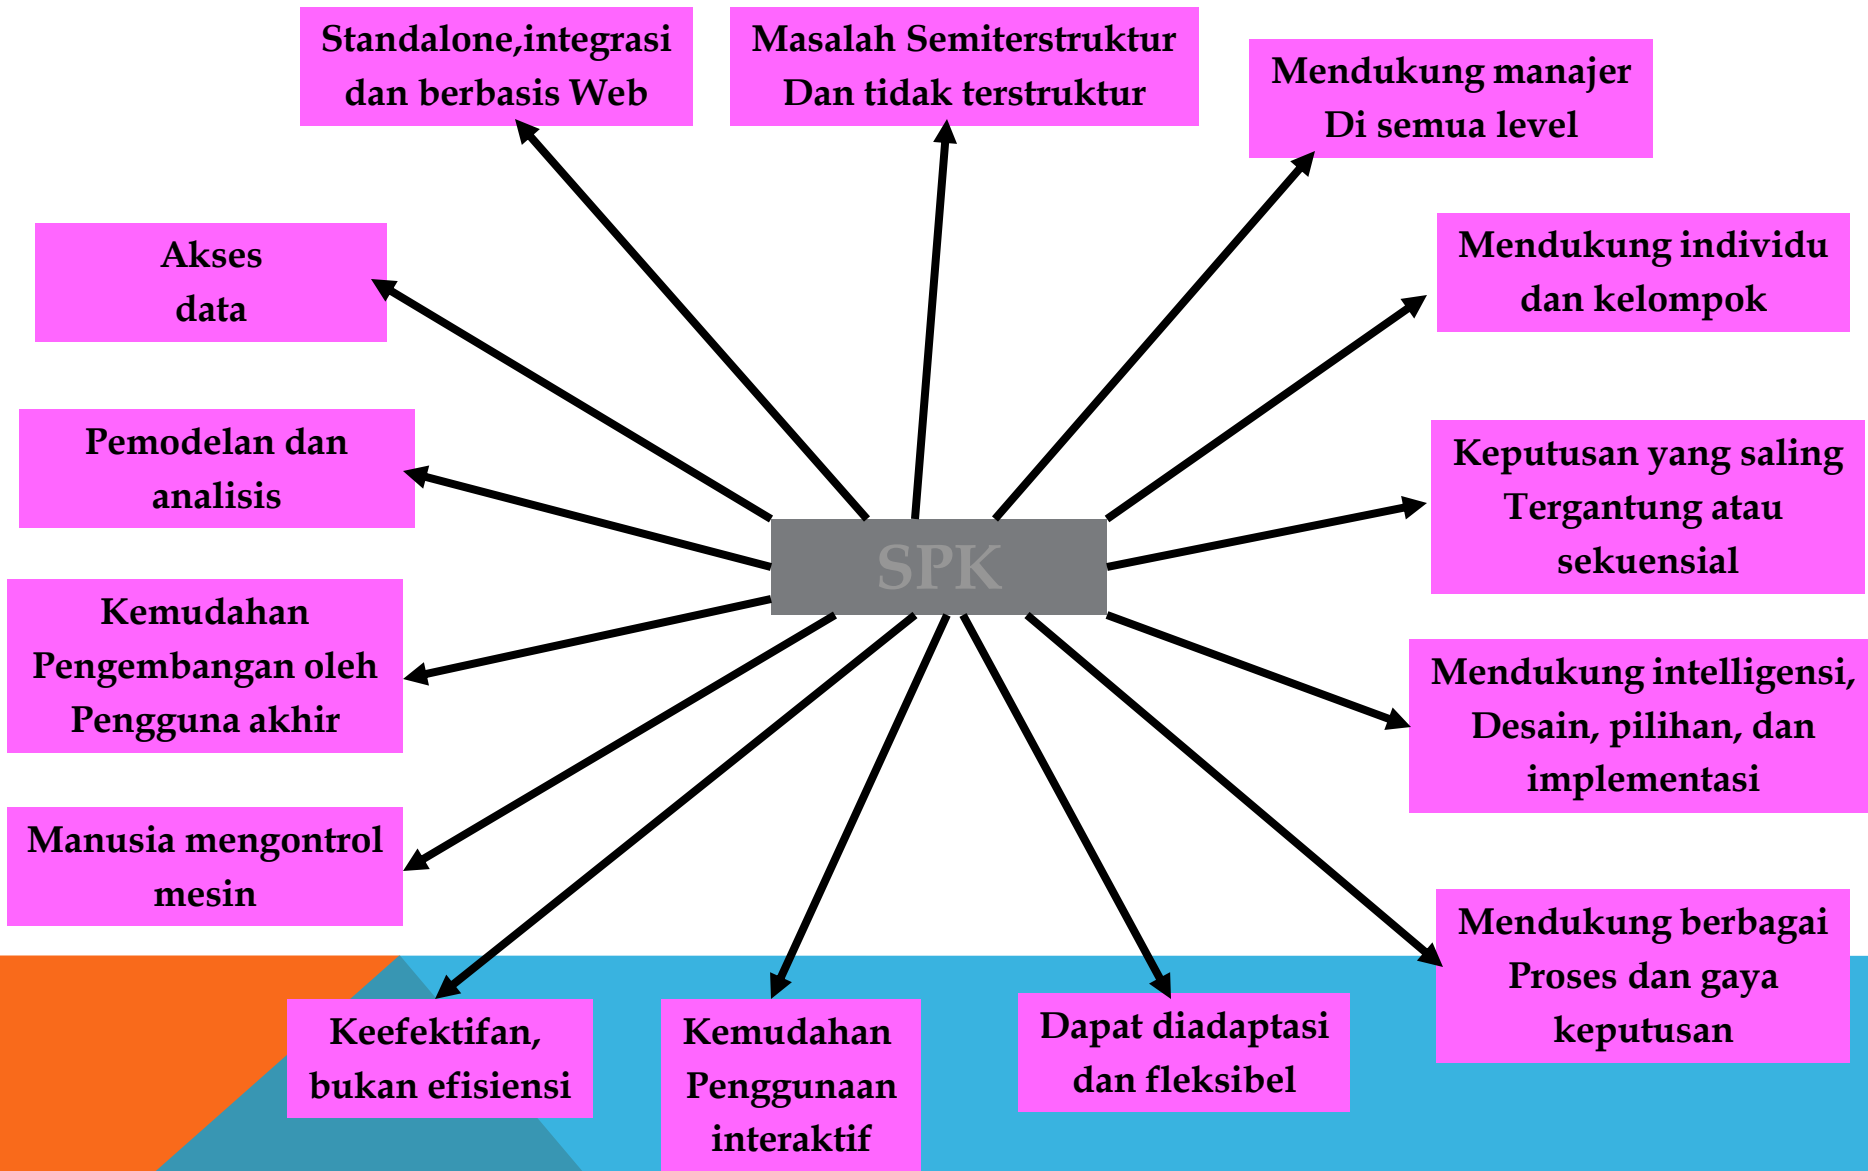 Standalone,integrasi
dan berbasis Web
Masalah Semiterstruktur
Dan tidak terstruktur
Mendukung manajer
Di semua level
Akses
data
Mendukung individu
dan kelompok
Pemodelan dan
analisis
Keputusan yang saling
Tergantung atau
sekuensial
SPK
Kemudahan
Pengembangan oleh
Pengguna akhir
Mendukung intelligensi,
Desain, pilihan, dan
implementasi
Manusia mengontrol
mesin
Mendukung berbagai
Proses dan gaya
keputusan
Keefektifan,
bukan efisiensi
Kemudahan
Penggunaan
interaktif
Dapat diadaptasi
dan fleksibel